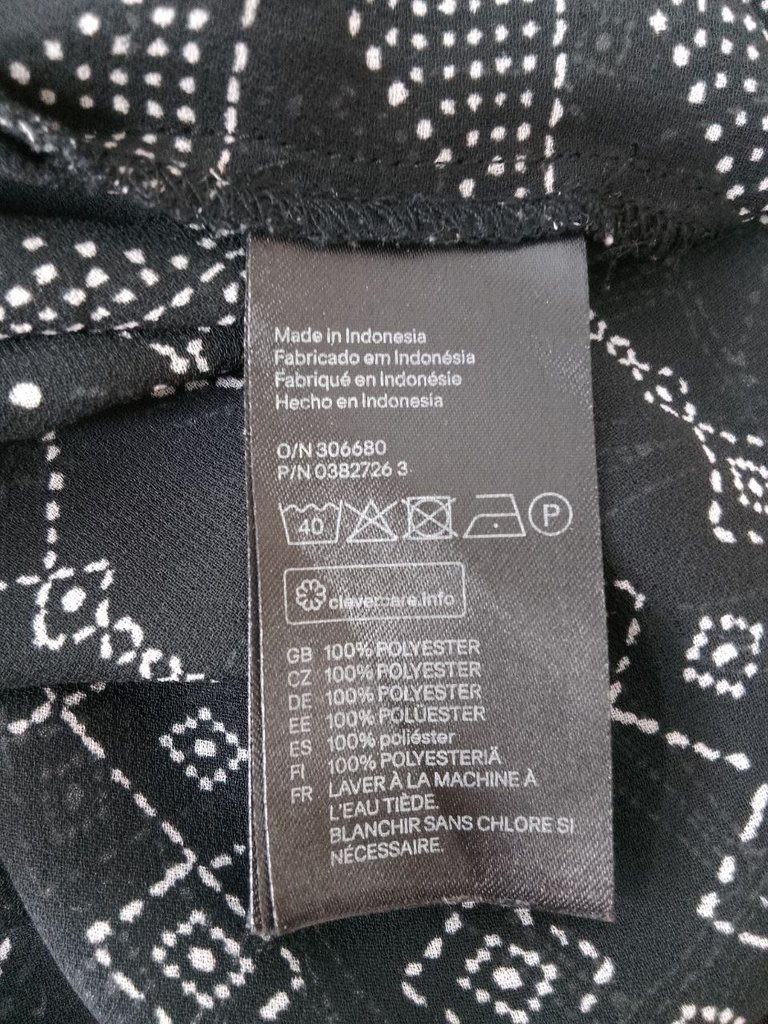 Made in Indonesia
Fabricado em Indonésia
Fabriqué en Indonésie
Hecho en Indonesia
O/N 306680
P/N 0382726 3
40 P
clevercare.info
GB 100% POLYESTER
CZ 100% POLYESTER
DE 100% POLYESTER
EE 100% POLÜESTER
ES 100% poliéster
FI 100% POLYESTERIÄ
FR LAVER À LA MACHINE À
L'EAU TIÈDE.
BLANCHIR SANS CHLORE SI
NÉCESSAIRE.